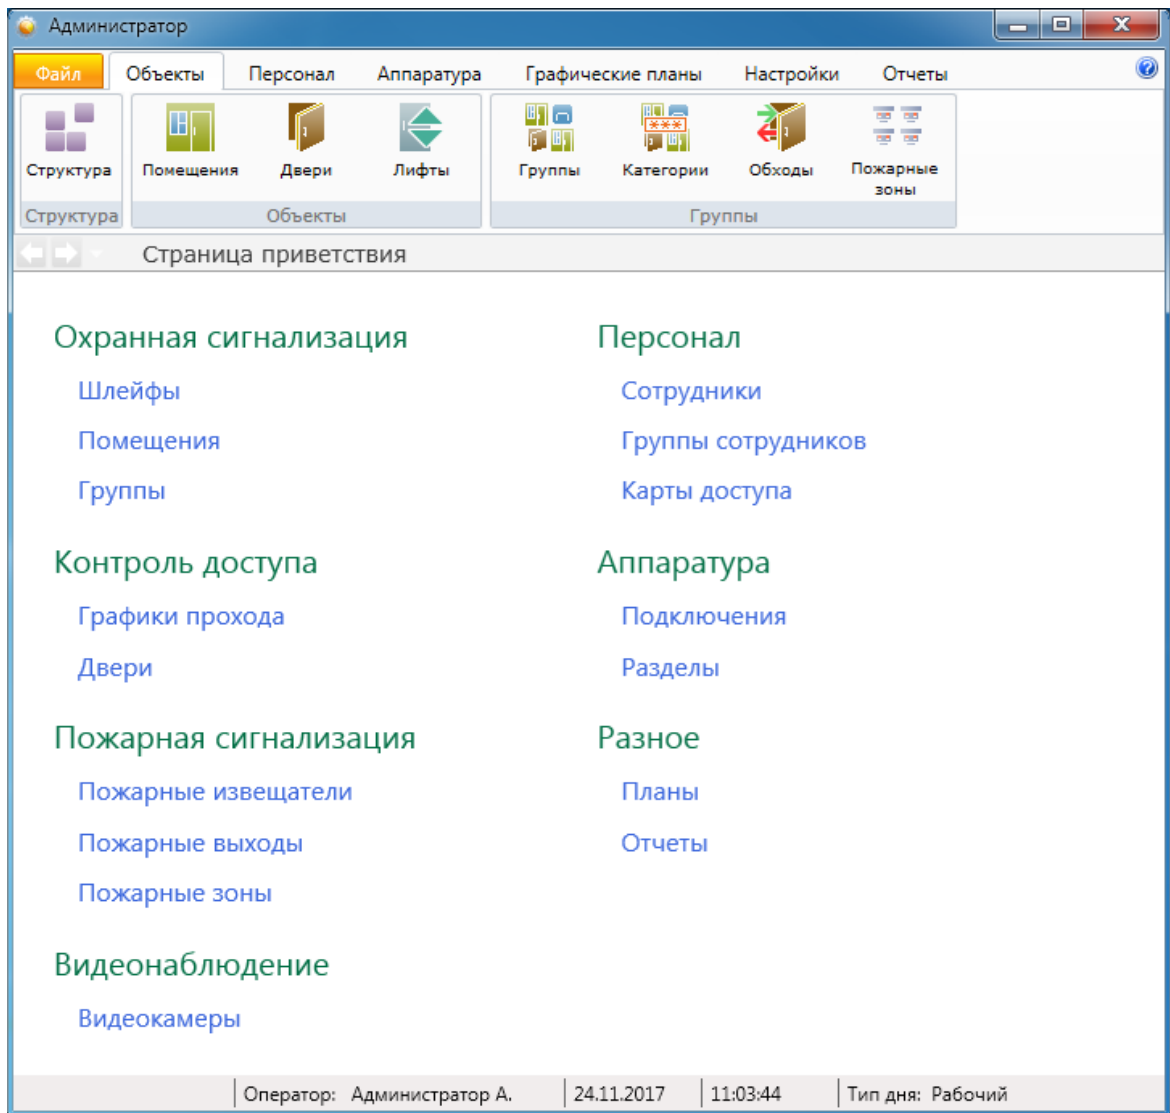 Администратор
Файл Объекты Персонал Аппаратура Графические планы Настройки Отчеты
Структура Помещения Двери Лифты Группы Категории Обходы Пожарные зоны
Структура Объекты Группы
Страница приветствия
Охранная сигнализация
Шлейфы
Помещения
Группы
Контроль доступа
Графики прохода
Двери
Пожарная сигнализация
Пожарные извещатели
Пожарные выходы
Пожарные зоны
Видеонаблюдение
Видеокамеры
Персонал
Сотрудники
Группы сотрудников
Карты доступа
Аппаратура
Подключения
Разделы
Разное
Планы
Отчеты
Оператор: Администратор А. 24.11.2017 11:03:44 Тип дня: Рабочий